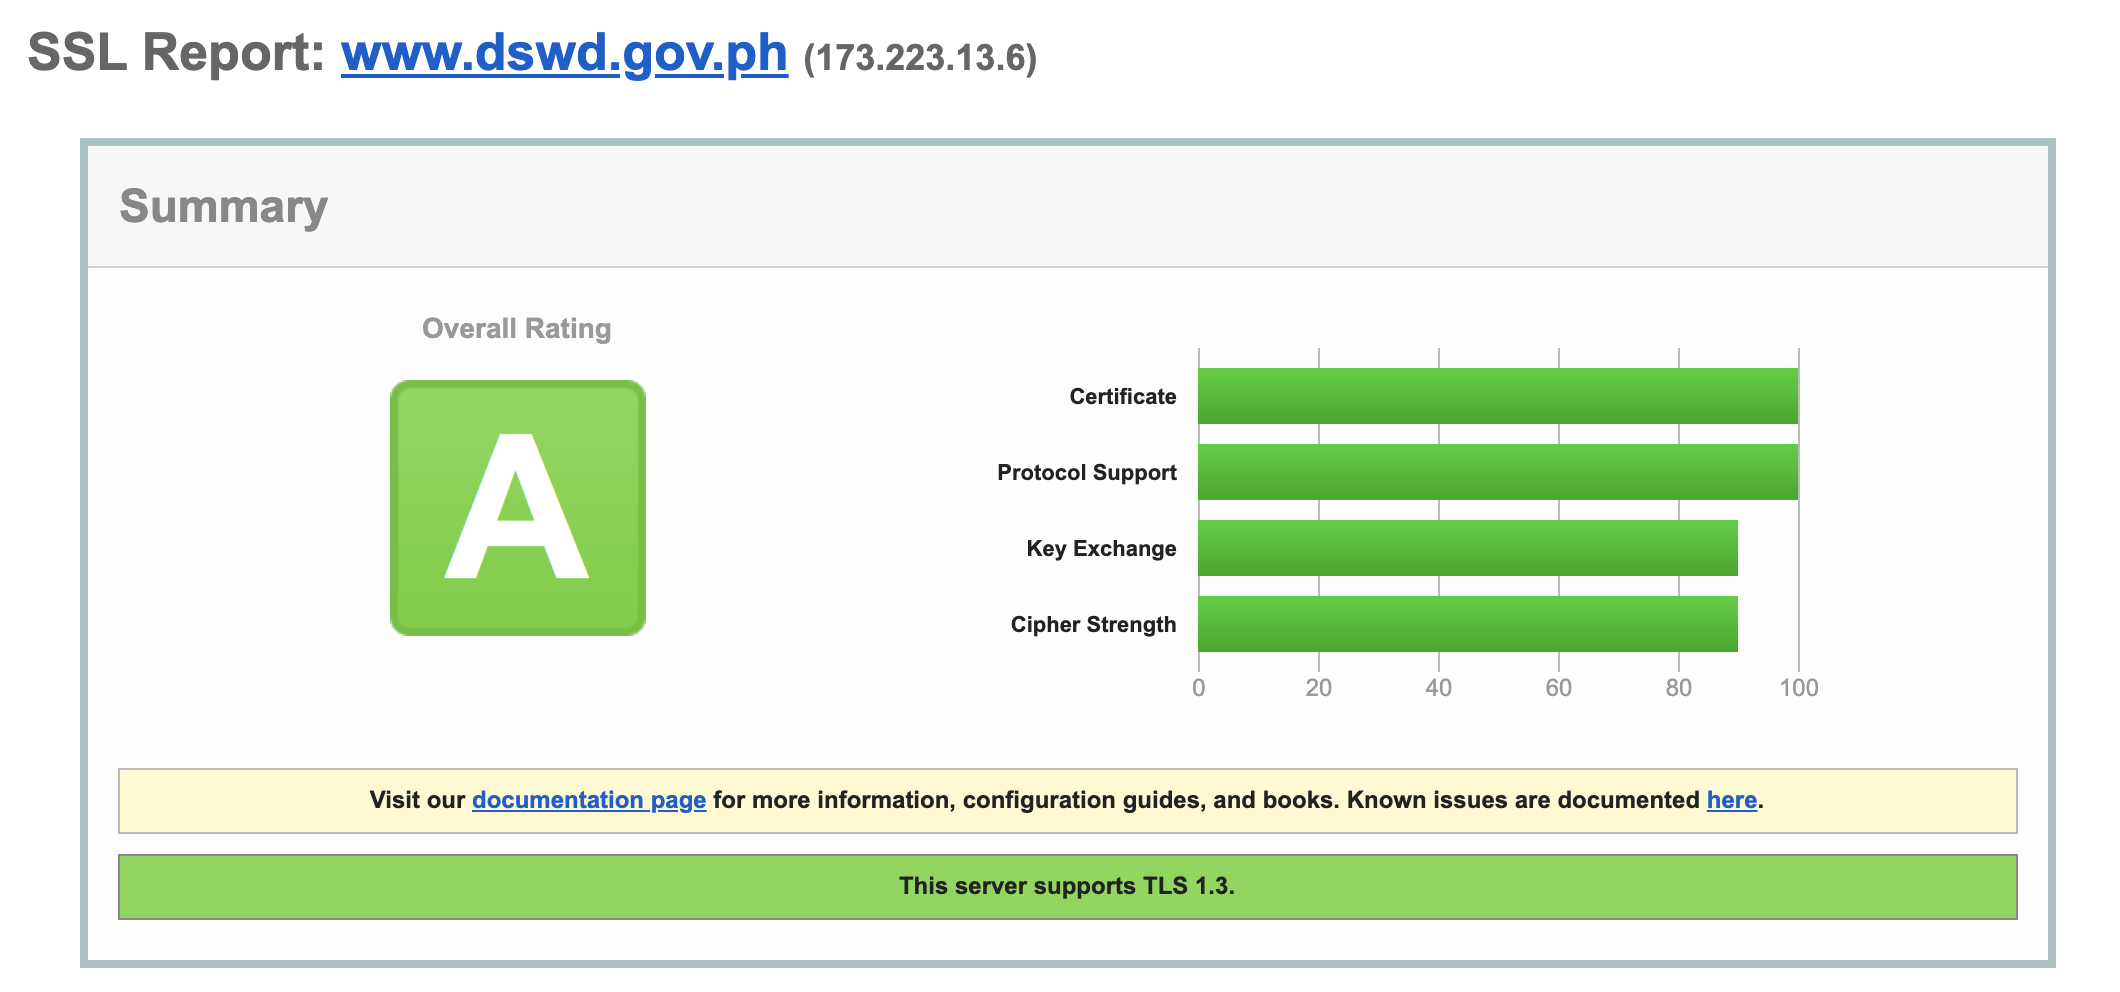 SSL Report: www.dswd.gov.ph (173.223.13.6)
Summary
Overall Rating
A
Certificate
Protocol Support
Key Exchange
Cipher Strength
0 20 40 60 80 100
Visit our documentation page for more information, configuration guides, and books. Known issues are documented here.
This server supports TLS 1.3.